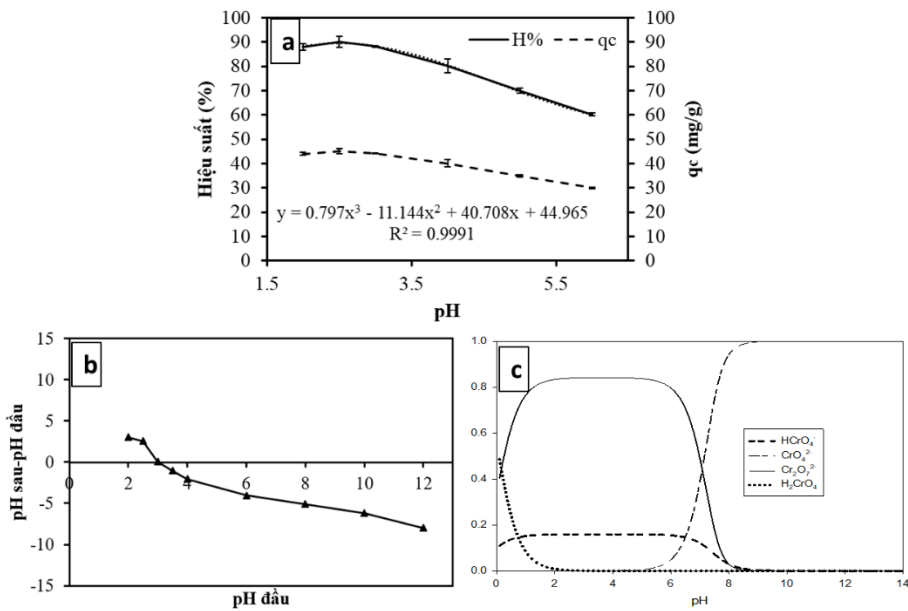 a
H%
qc
100
90
80
70
60
50
40
30
20
10
0
Hiệu suất (%)
100
90
80
70
60
50
40
30
20
10
0
qc (mg/g)
y = 0.797x³ - 11.144x² + 40.708x + 44.965
R² = 0.9991
1.5 3.5 5.5
pH
b
15
10
5
0
-5
-10
-15
pH sau-pH đầu
0 2 4 6 8 10 12
pH đầu
c
1.0
0.8
0.6
0.4
0.2
0.0
HCrO₄⁻
CrO₄²⁻
Cr₂O₇²⁻
H₂CrO₄
0 2 4 6 8 10 12 14
pH